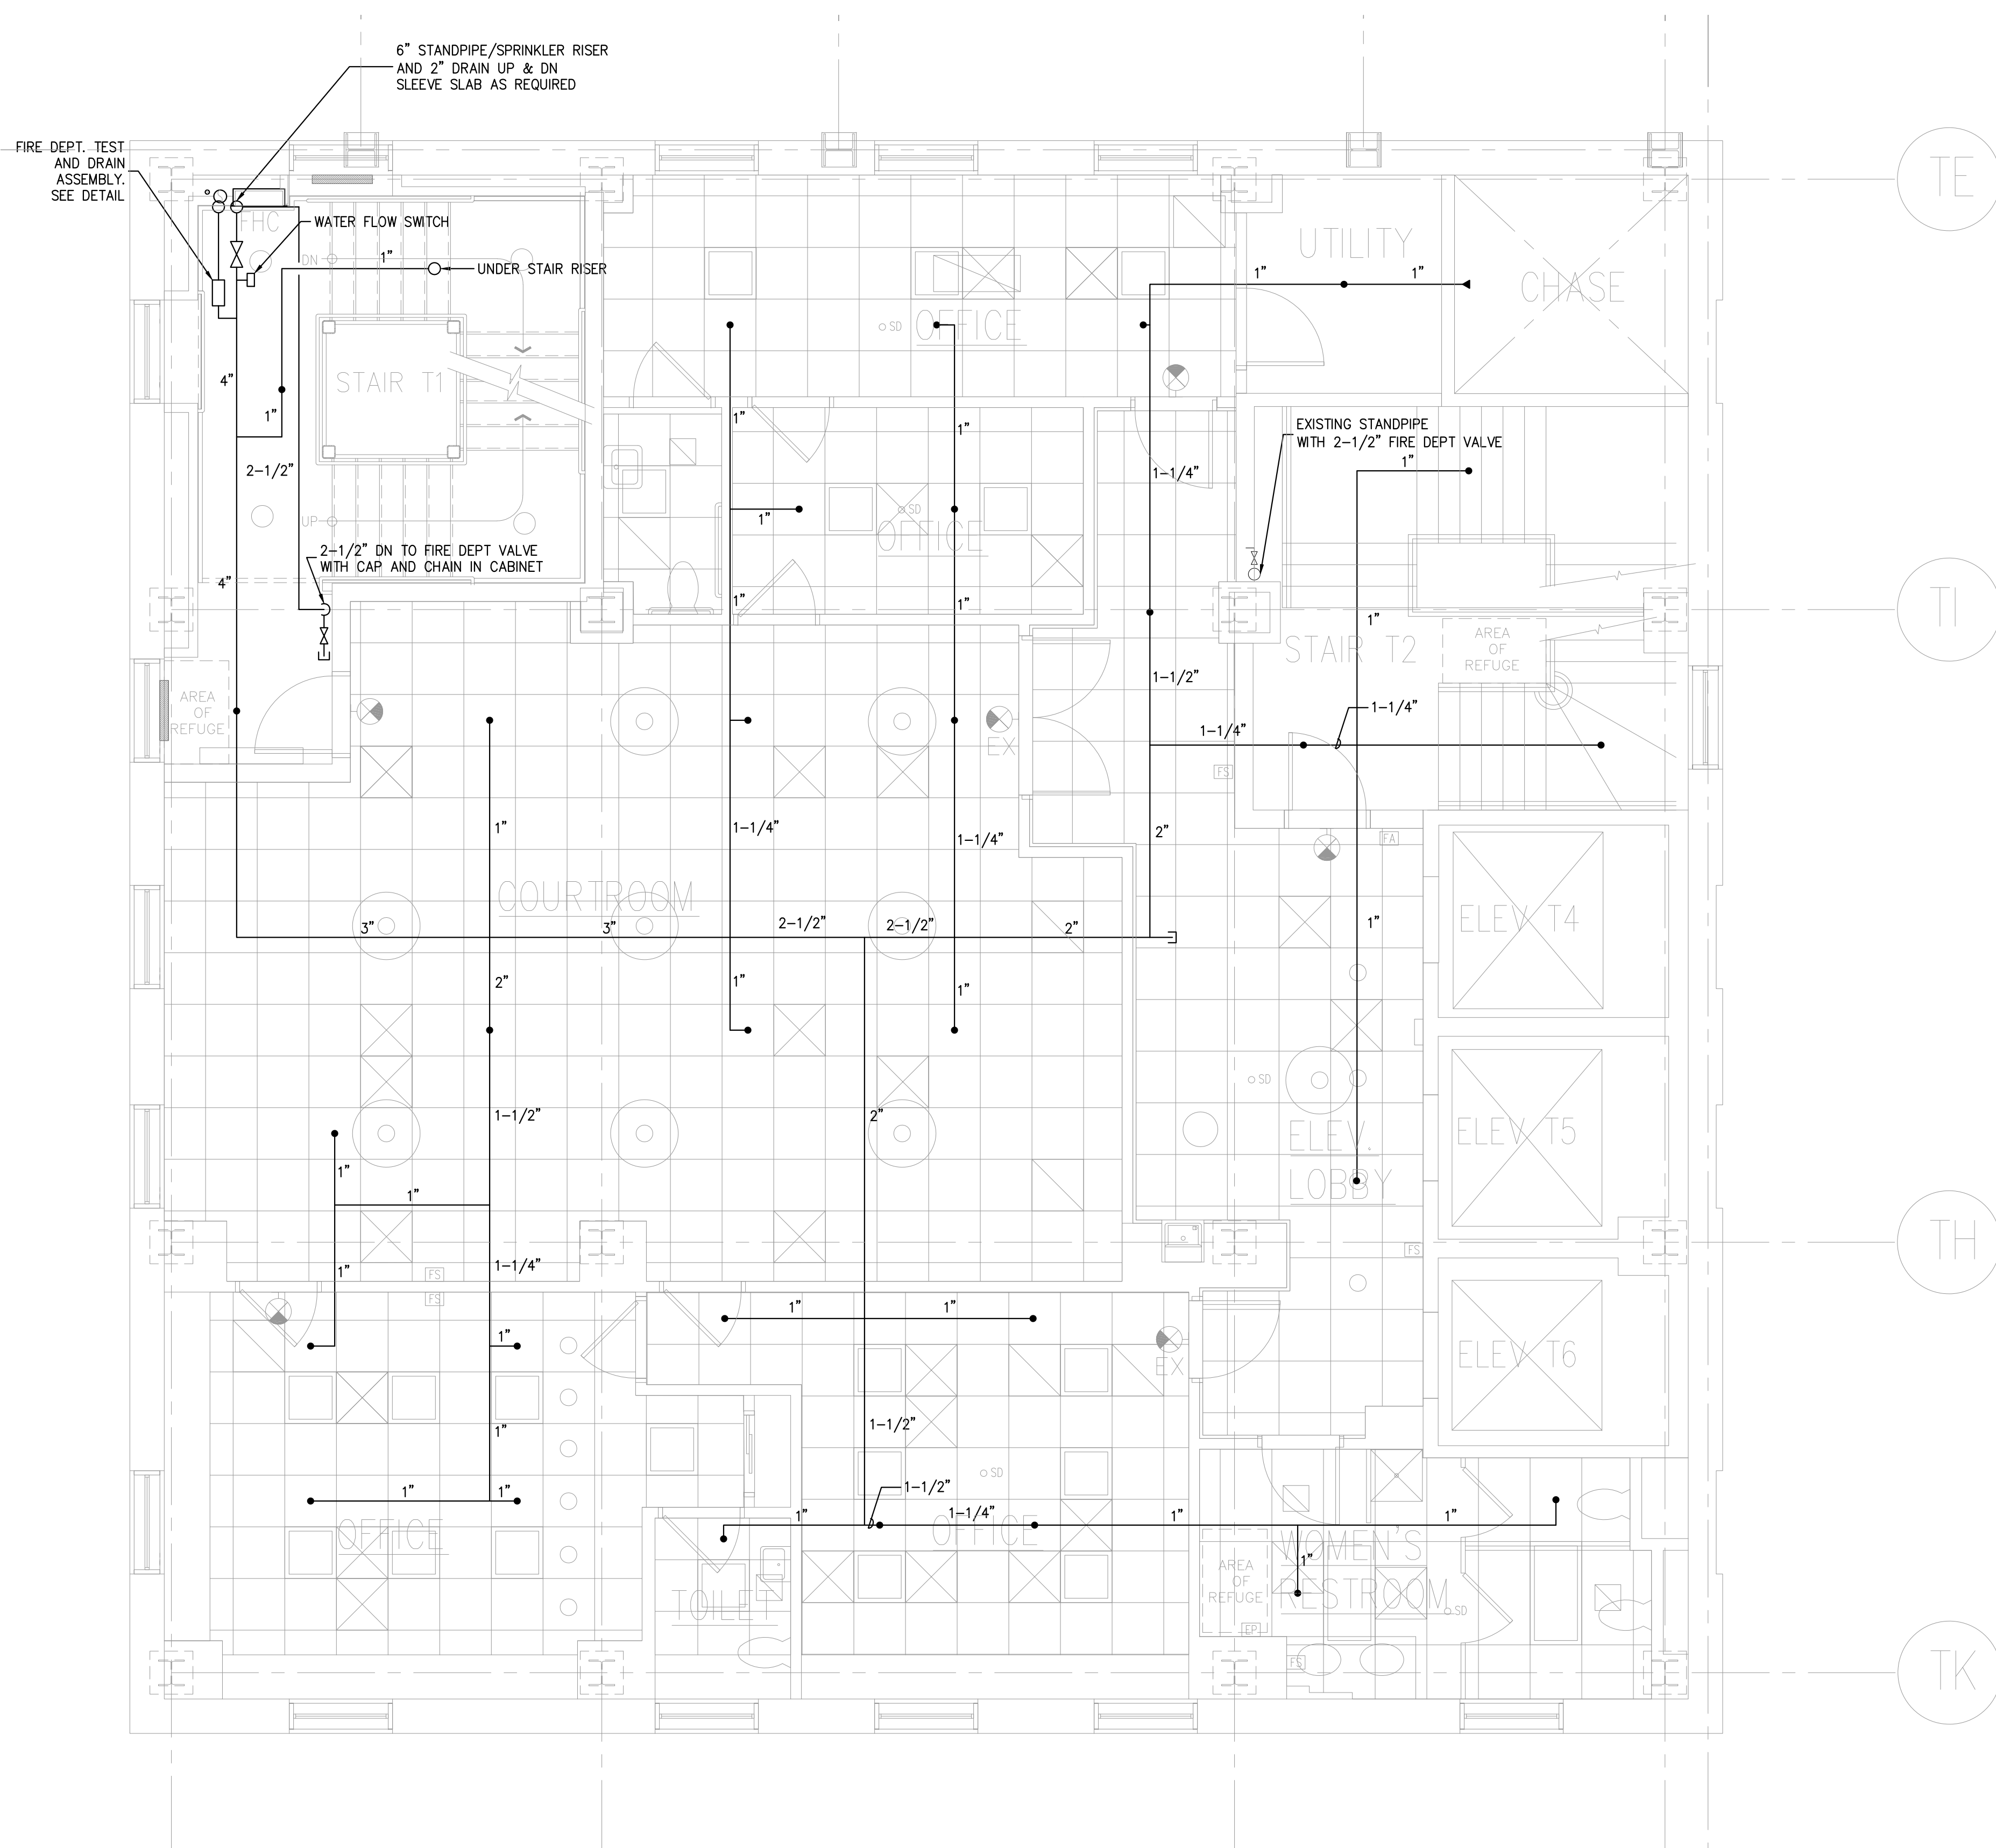 6" STANDPIPE/SPRINKLER RISER
AND 2" DRAIN UP & DN
SLEEVE SLAB AS REQUIRED
FIRE DEPT. TEST
AND DRAIN
ASSEMBLY.
SEE DETAIL
TE
FHC
WATER FLOW SWITCH
DN
1"
UNDER STAIR RISER
UTILITY
1"
1"
CHASE
SD
OFFICE
4"
STAIR T1
1"
1"
1"
2-1/2"
EXISTING STANDPIPE
WITH 2-1/2" FIRE DEPT VALVE
1"
1-1/4"
UP
1"
SD
OFFICE
2-1/2" DN TO FIRE DEPT VALVE
WITH CAP AND CHAIN IN CABINET
4"
1"
1"
TI
1"
STAIR T2
AREA
OF
REFUGE
AREA
OF
REFUGE
1-1/2"
1-1/4"
1-1/4"
EX
FS
1"
1-1/4"
1-1/4"
2"
FA
COURTROOM
3"
3"
2-1/2"
2-1/2"
2"
1"
ELEV T4
2"
1"
1"
SD
1-1/2"
2"
ELEV.
LOBBY
ELEV T5
1"
1"
1"
1-1/4"
FS
FS
FS
TH
1"
1"
1"
EX
ELEV T6
1"
1-1/2"
SD
1"
1"
1-1/2"
1"
1-1/4"
1"
1"
OFFICE
OFFICE
TOILET
AREA
OF
REFUGE
WOMEN'S
RESTROOM
1"
SD
EP
FS
TK